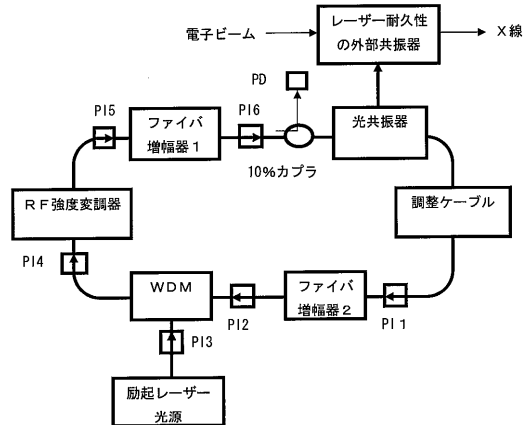 レーザー耐久性
の外部共振器
電子ビーム
X線
PD
PI5
ファイバ
増幅器1
PI6
光共振器
10%カプラ
RF強度変調器
調整ケーブル
PI4
WDM
ファイバ
増幅器2
PI2
PI1
PI3
励起レーザー
光源